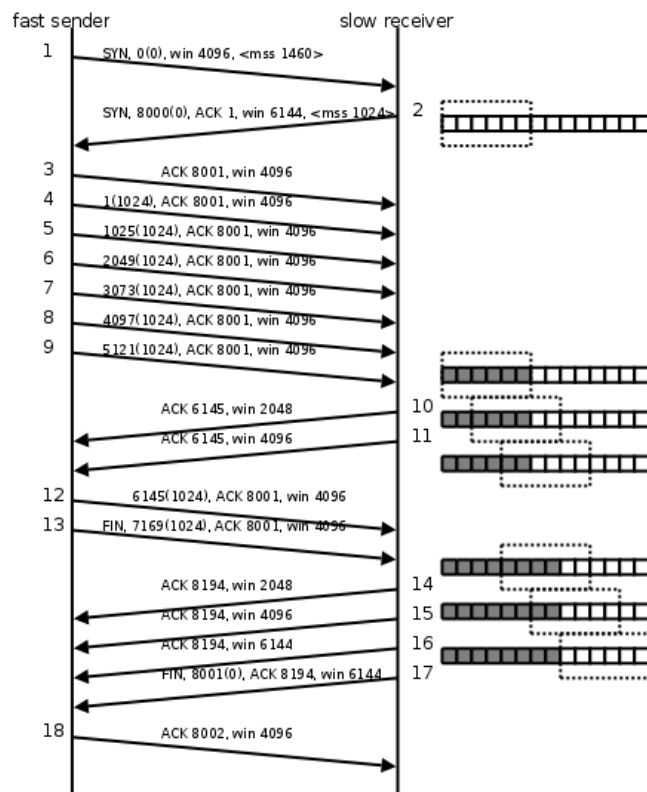 fast sender slow receiver
1 SYN, 0(0), win 4096, <mss 1460>
SYN, 8000(0), ACK 1, win 6144, <mss 1024> 2
3 ACK 8001, win 4096
4 1(1024), ACK 8001, win 4096
5 1025(1024), ACK 8001, win 4096
6 2049(1024), ACK 8001, win 4096
7 3073(1024), ACK 8001, win 4096
8 4097(1024), ACK 8001, win 4096
9 5121(1024), ACK 8001, win 4096
ACK 6145, win 2048 10
ACK 6145, win 4096 11
12 6145(1024), ACK 8001, win 4096
13 FIN, 7169(1024), ACK 8001, win 4096
ACK 8194, win 2048 14
ACK 8194, win 4096 15
ACK 8194, win 6144 16
FIN, 8001(0), ACK 8194, win 6144 17
18 ACK 8002, win 4096